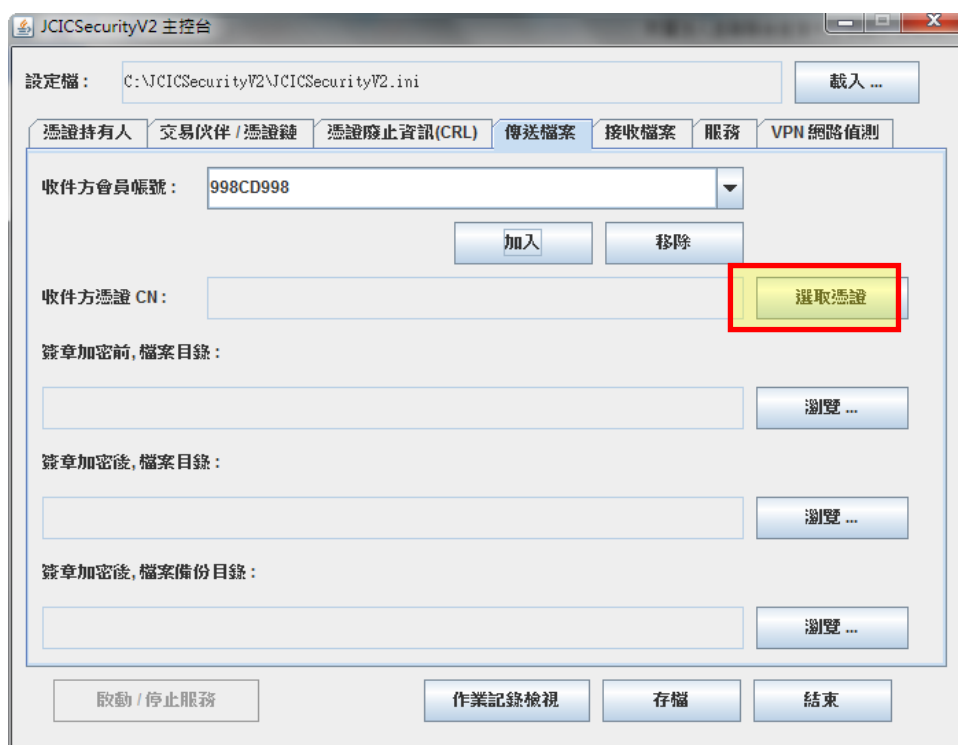 JCICSecurityV2 主控台
設定檔： C:\JCICSecurityV2\JCICSecurityV2.ini 載入 ...
憑證持有人 交易伙伴 / 憑證鏈 憑證廢止資訊(CRL) 傳送檔案 接收檔案 服務 VPN 網路偵測
收件方會員帳號： 998CD998
加入 移除
收件方憑證 CN： 選取憑證
簽章加密前, 檔案目錄：
瀏覽 ...
簽章加密後, 檔案目錄：
瀏覽 ...
簽章加密後, 檔案備份目錄：
瀏覽 ...
啟動 / 停止服務 作業記錄檢視 存檔 結束